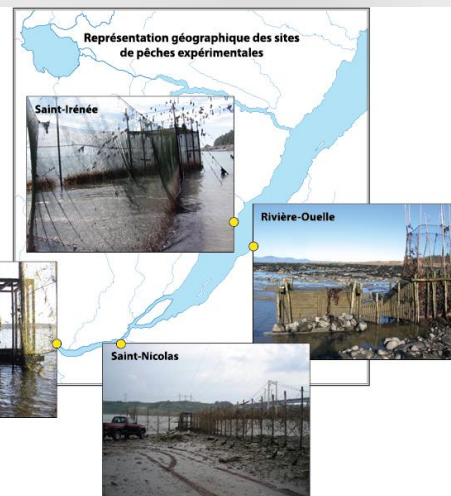 Représentation géographique des sites
de pêches expérimentales
Saint-Irénée
Rivière-Ouelle
Saint-Nicolas